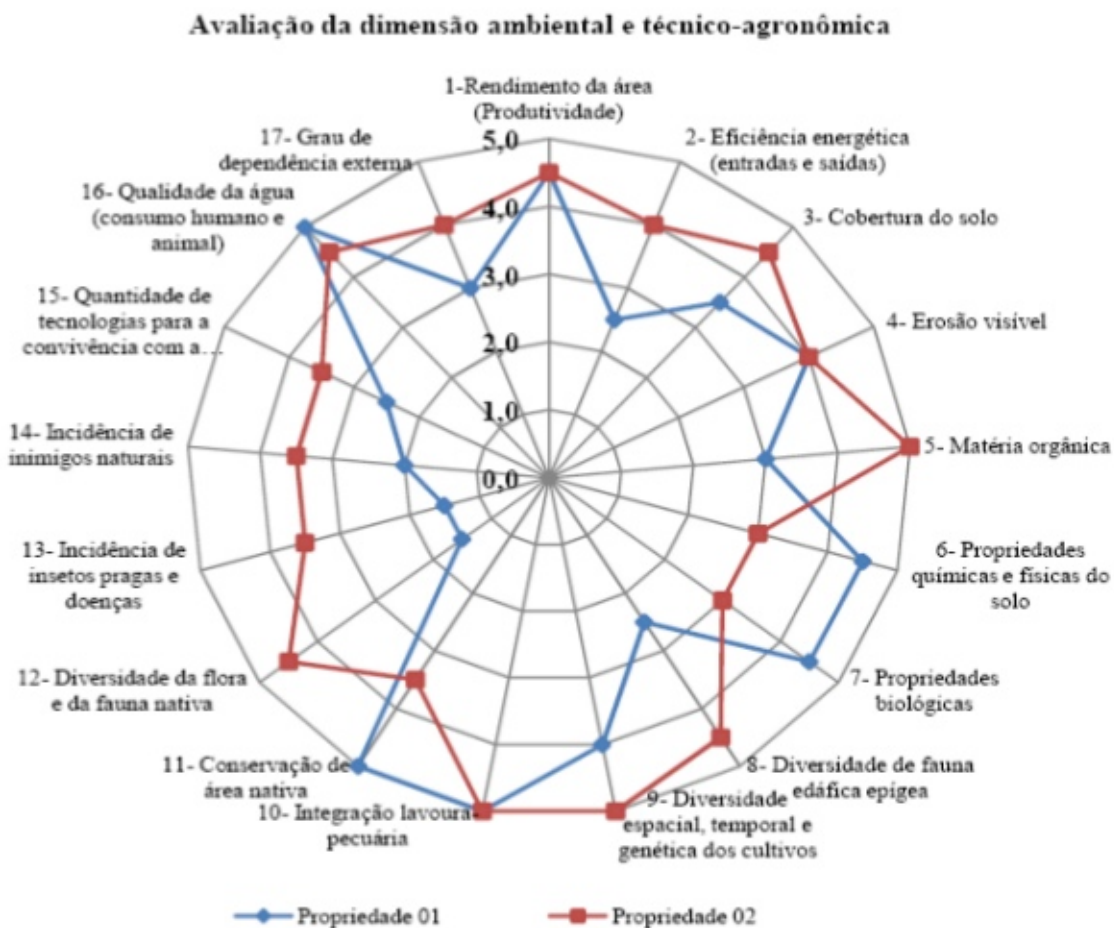 Avaliação da dimensão ambiental e técnico-agronômica
1-Rendimento da área
(Produtividade)
2- Eficiência energética
(entradas e saídas)
3- Cobertura do solo
4- Erosão visível
5- Matéria orgânica
6- Propriedades
químicas e físicas do
solo
7- Propriedades
biológicas
8- Diversidade de fauna
edáfica epígea
9- Diversidade
espacial, temporal e
genética dos cultivos
10- Integração lavoura-
pecuária
11- Conservação de
área nativa
12- Diversidade da flora
e da fauna nativa
13- Incidência de
insetos pragas e
doenças
14- Incidência de
inimigos naturais
15- Quantidade de
tecnologias para a
convivência com a…
16- Qualidade da água
(consumo humano e
animal)
17- Grau de
dependência externa
5,0
4,0
3,0
2,0
1,0
0,0
Propriedade 01
Propriedade 02